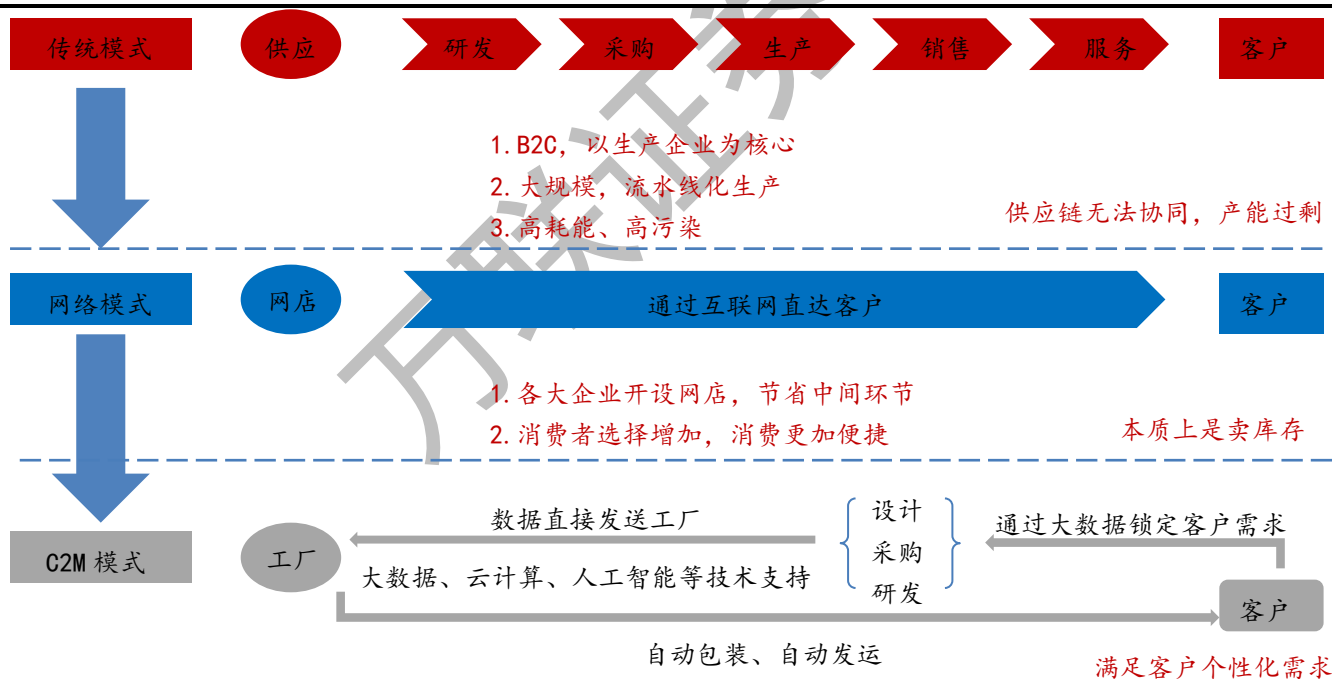 传统模式
供应
研发
采购
生产
销售
服务
客户
1.B2C，以生产企业为核心
2.大规模，流水线化生产
3.高耗能、高污染
供应链无法协同，产能过剩
网络模式
网店
通过互联网直达客户
客户
1.各大企业开设网店，节省中间环节
2.消费者选择增加，消费更加便捷
本质上是卖库存
C2M模式
工厂
数据直接发送工厂
大数据、云计算、人工智能等技术支持
设计
采购
研发
通过大数据锁定客户需求
客户
自动包装、自动发运
满足客户个性化需求
万联证券